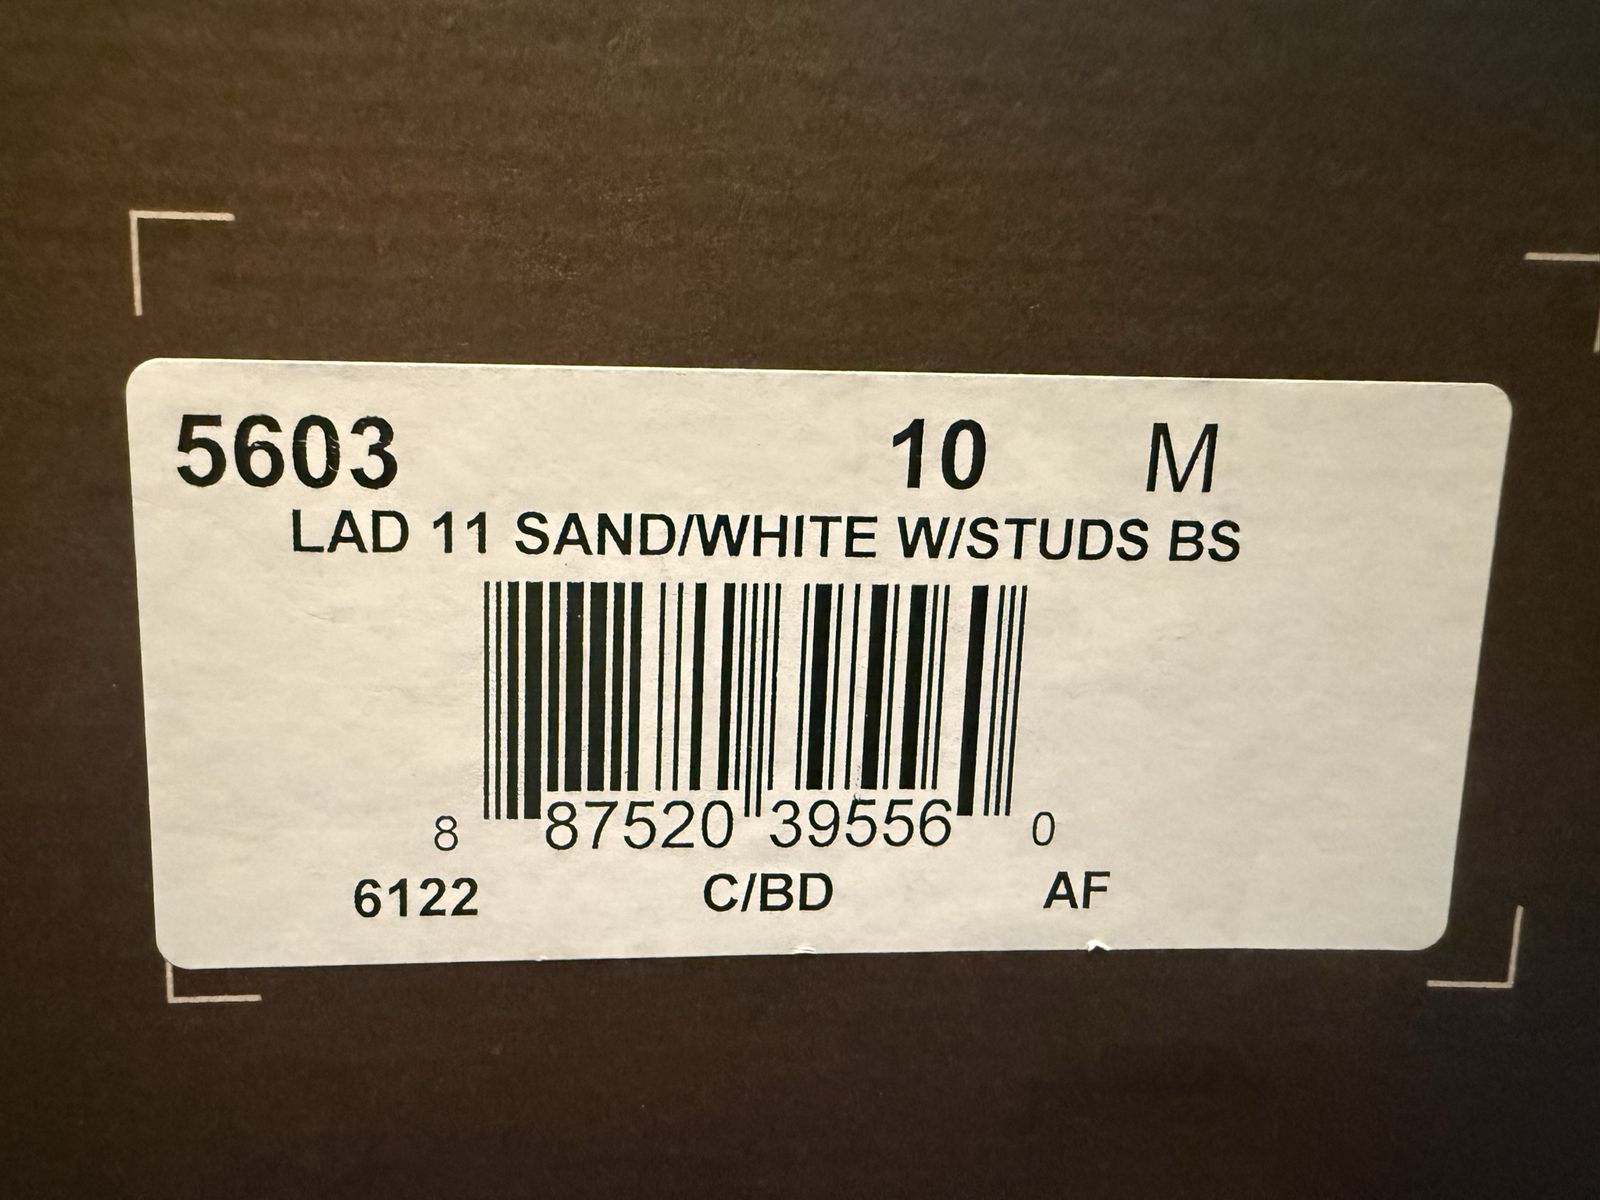 5603 10 M
LAD 11 SAND/WHITE W/STUDS BS
8 87520 39556 0
6122 C/BD AF